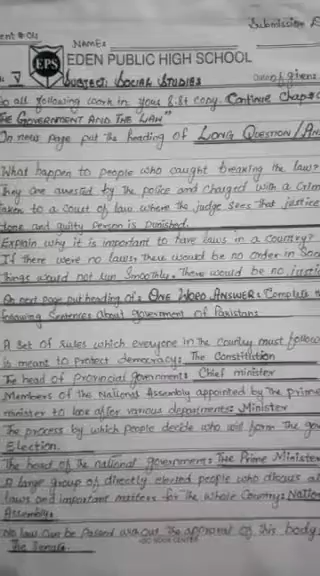 Submission
ent # 04
NAME:
EPS
EDEN PUBLIC HIGH SCHOOL
V SUBJECT: SOCIAL STUDIES
Do all following work in your S.St copy. Continue Chap
THE GOVERNMENT AND THE LAW"
On new page put the heading of LONG QUESTION/An
What happen to people who caught breaking the law?
They are arrested by the police and charged with a Crim
taken to a court of law where the judge sees that justice
done and guilty person is punished.
Explain why it is important to have laws in a country?
If there were no laws, there would be no order in Soc
Things would not run smoothly. There would be no justic
On next page put heading of: ONE WORD ANSWER: Complete
following Sentences about government of Pakistan:
A set of rules which everyone in the country must follow
is meant to protect democracy: The Constitution
The head of provincial government: Chief minister
Members of the National Assembly appointed by the prime
minister to look after various departments: Minister
The process by which people decide who will form the go
Election.
The head of the national government: The Prime Minister
A large group of directly elected people who discuss al
laws and important matters for the whole Country: Natio
Assembly.
No law can be passed without the approval of this body:
The Senate.